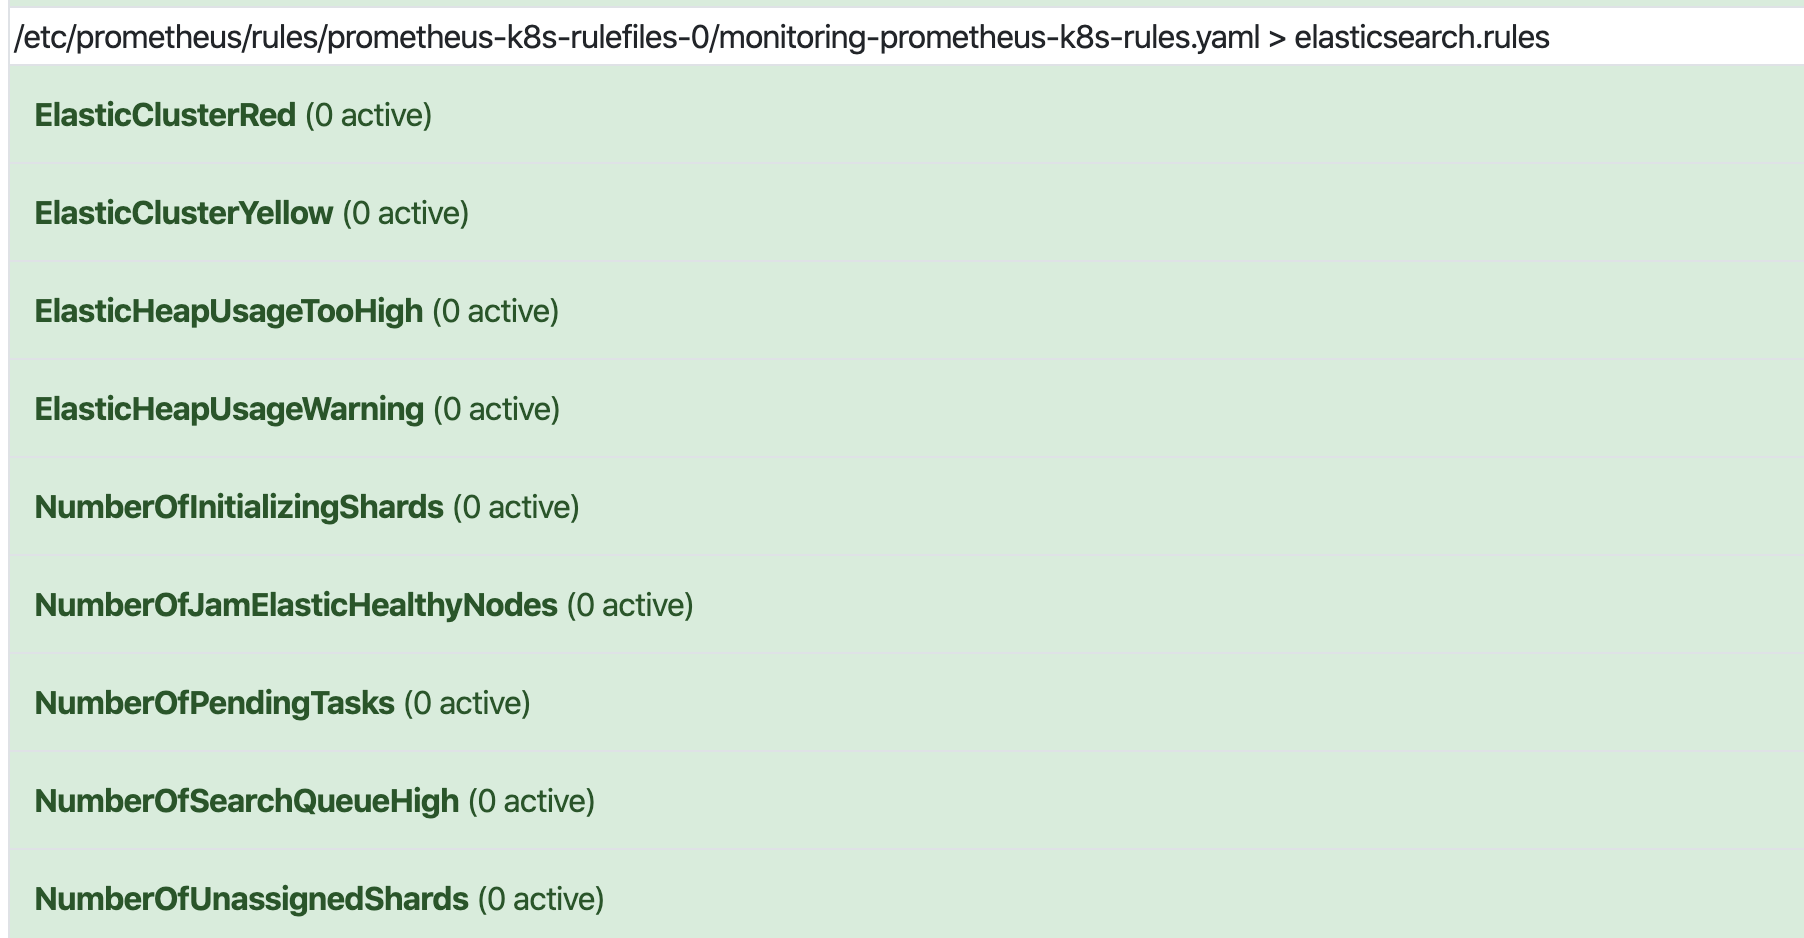 /etc/prometheus/rules/prometheus-k8s-rulefiles-0/monitoring-prometheus-k8s-rules.yaml > elasticsearch.rules
ElasticClusterRed (0 active)
ElasticClusterYellow (0 active)
ElasticHeapUsageTooHigh (0 active)
ElasticHeapUsageWarning (0 active)
NumberOfInitializingShards (0 active)
NumberOfJamElasticHealthyNodes (0 active)
NumberOfPendingTasks (0 active)
NumberOfSearchQueueHigh (0 active)
NumberOfUnassignedShards (0 active)